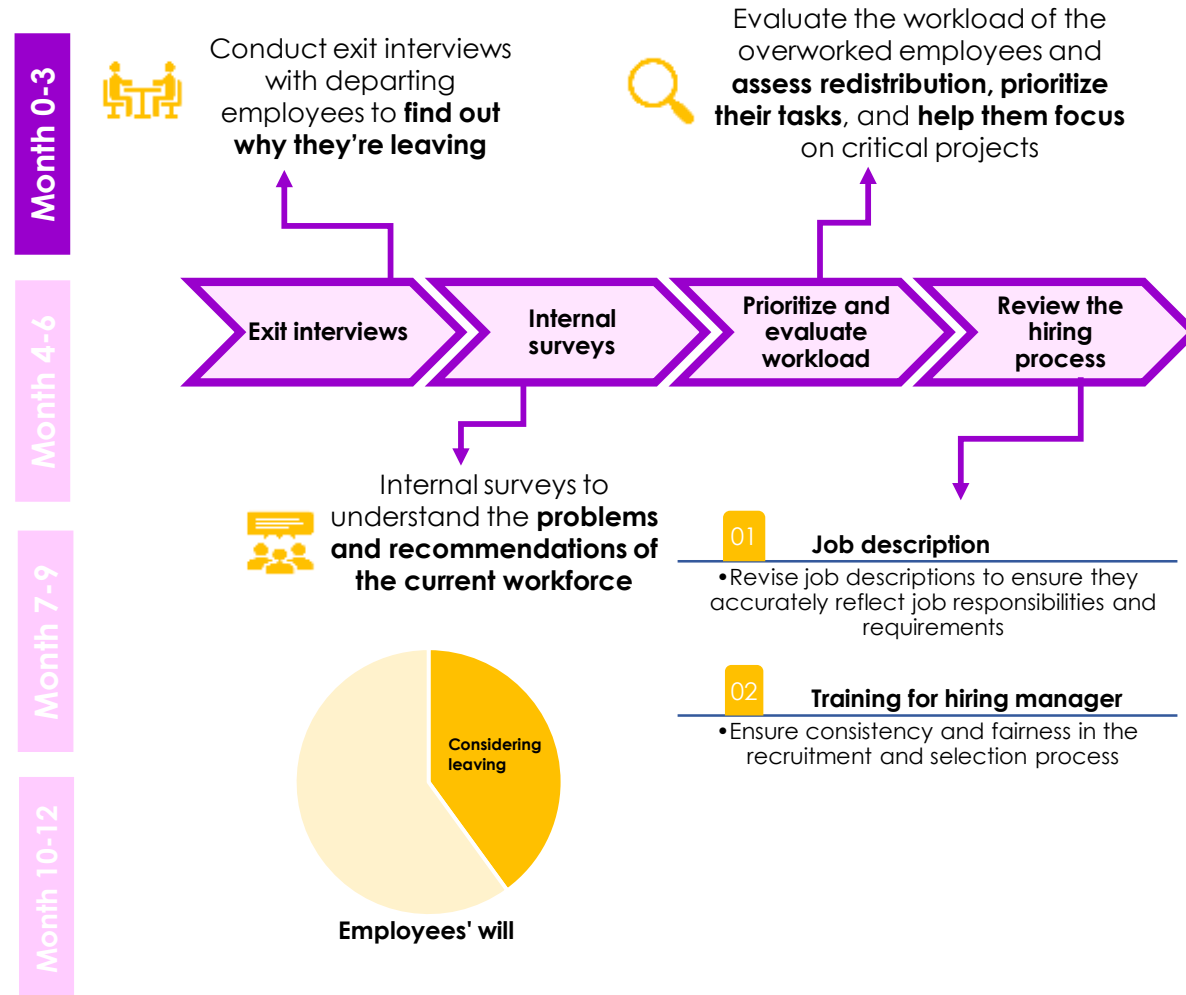 Month 0-3
Conduct exit interviews
with departing
employees to find out
why they’re leaving
Evaluate the workload of the
overworked employees and
assess redistribution, prioritize
their tasks, and help them focus
on critical projects
Month 4-6
Exit interviews
Internal
surveys
Prioritize and
evaluate
workload
Review the
hiring
process
Internal surveys to
understand the problems
and recommendations of
the current workforce
01
Job description
•Revise job descriptions to ensure they
accurately reflect job responsibilities and
requirements
02
Training for hiring manager
•Ensure consistency and fairness in the
recruitment and selection process
Month 7-9
Considering
leaving
Employees' will
Month 10-12